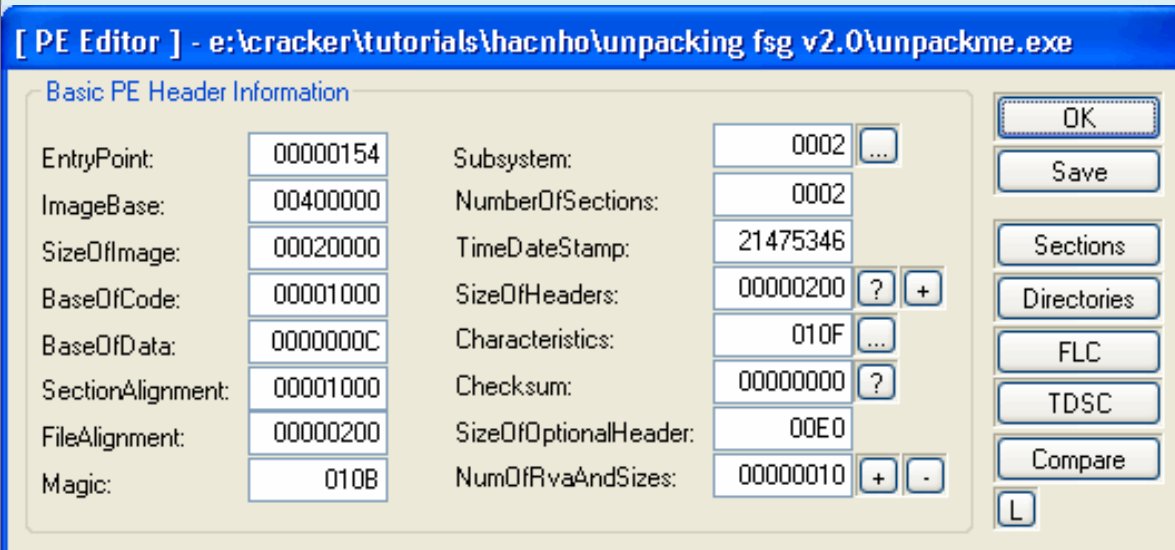 [ PE Editor ] - e:\cracker\tutorials\hacnho\unpacking fsg v2.0\unpackme.exe
Basic PE Header Information
EntryPoint: 00000154 Subsystem: 0002 ...
ImageBase: 00400000 NumberOfSections: 0002
SizeOfImage: 00020000 TimeDateStamp: 21475346
BaseOfCode: 00001000 SizeOfHeaders: 00000200 ? +
BaseOfData: 0000000C Characteristics: 010F ...
SectionAlignment: 00001000 Checksum: 00000000 ?
FileAlignment: 00000200 SizeOfOptionalHeader: 00E0
Magic: 010B NumOfRvaAndSizes: 00000010 + -
OK
Save
Sections
Directories
FLC
TDSC
Compare
L